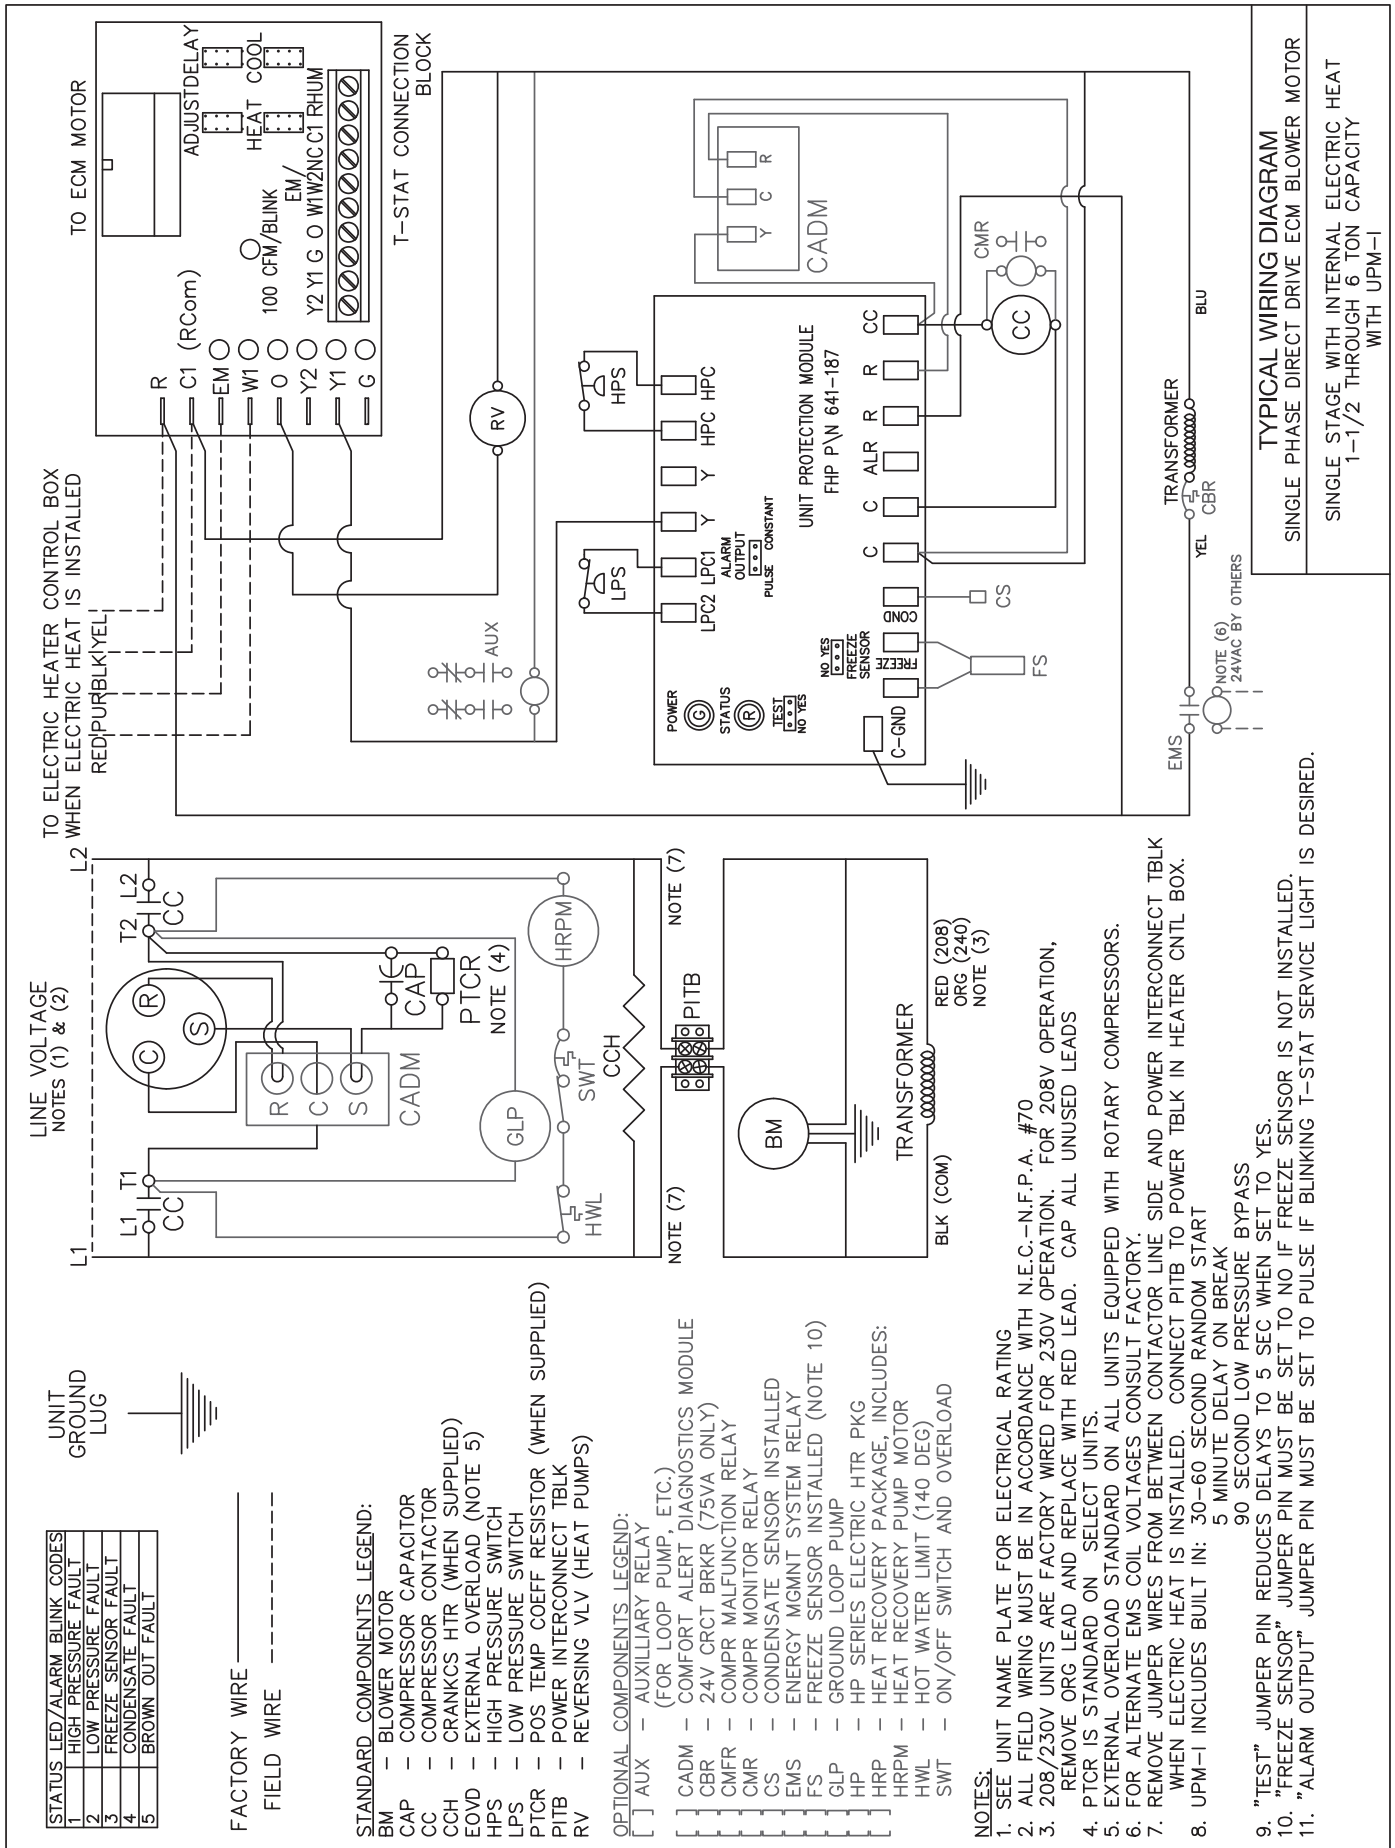 STATUS LED/ALARM BLINK CODES
1 HIGH PRESSURE FAULT
2 LOW PRESSURE FAULT
3 FREEZE SENSOR FAULT
4 CONDENSATE FAULT
5 BROWN OUT FAULT
UNIT
GROUND
LUG
FACTORY WIRE
FIELD WIRE
STANDARD COMPONENTS LEGEND:
BM – BLOWER MOTOR
CAP – COMPRESSOR CAPACITOR
CC – COMPRESSOR CONTACTOR
CCH – CRANKCS HTR (WHEN SUPPLIED)
EOVD – EXTERNAL OVERLOAD (NOTE 5)
HPS – HIGH PRESSURE SWITCH
LPS – LOW PRESSURE SWITCH
PTCR – POS TEMP COEFF RESISTOR (WHEN SUPPLIED)
PITB – POWER INTERCONNECT TBLK
RV – REVERSING VLV (HEAT PUMPS)
OPTIONAL COMPONENTS LEGEND:
[ ] AUX – AUXILLIARY RELAY
(FOR LOOP PUMP, ETC.)
[ ] CADM – COMFORT ALERT DIAGNOSTICS MODULE
[ ] CBR – 24V CRCT BRKR (75VA ONLY)
[ ] CMFR – COMPR MALFUNCTION RELAY
[ ] CMR – COMPR MONITOR RELAY
[ ] CS – CONDENSATE SENSOR INSTALLED
[ ] EMS – ENERGY MGMNT SYSTEM RELAY
[ ] FS – FREEZE SENSOR INSTALLED (NOTE 10)
[ ] GLP – GROUND LOOP PUMP
[ ] HP – HP SERIES ELECTRIC HTR PKG
[ ] HRP – HEAT RECOVERY PACKAGE, INCLUDES:
HRPM – HEAT RECOVERY PUMP MOTOR
HWL – HOT WATER LIMIT (140 DEG)
SWT – ON/OFF SWITCH AND OVERLOAD
NOTES:
1. SEE UNIT NAME PLATE FOR ELECTRICAL RATING
2. ALL FIELD WIRING MUST BE IN ACCORDANCE WITH N.E.C.–N.F.P.A. #70
3. 208/230V UNITS ARE FACTORY WIRED FOR 230V OPERATION. FOR 208V OPERATION,
REMOVE ORG LEAD AND REPLACE WITH RED LEAD. CAP ALL UNUSED LEADS
4. PTCR IS STANDARD ON SELECT UNITS.
5. EXTERNAL OVERLOAD STANDARD ON ALL UNITS EQUIPPED WITH ROTARY COMPRESSORS.
6. FOR ALTERNATE EMS COIL VOLTAGES CONSULT FACTORY.
7. REMOVE JUMPER WIRES FROM BETWEEN CONTACTOR LINE SIDE AND POWER INTERCONNECT TBLK
WHEN ELECTRIC HEAT IS INSTALLED. CONNECT PITB TO POWER TBLK IN HEATER CNTL BOX.
8. UPM–I INCLUDES BUILT IN: 30–60 SECOND RANDOM START
5 MINUTE DELAY ON BREAK
90 SECOND LOW PRESSURE BYPASS
9. "TEST" JUMPER PIN REDUCES DELAYS TO 5 SEC WHEN SET TO YES.
10. "FREEZE SENSOR" JUMPER PIN MUST BE SET TO NO IF FREEZE SENSOR IS NOT INSTALLED.
11. "ALARM OUTPUT" JUMPER PIN MUST BE SET TO PULSE IF BLINKING T–STAT SERVICE LIGHT IS DESIRED.
LINE VOLTAGE
NOTES (1) & (2)
L1
L2
L1
CC
T1
T2
CC
L2
C
R
S
R
C
S
CADM
CAP
PTCR
NOTE (4)
GLP
HRPM
HWL
SWT
CCH
NOTE (7)
NOTE (7)
PITB
BM
TRANSFORMER
BLK (COM)
RED (208)
ORG (240)
NOTE (3)
TO ELECTRIC HEATER CONTROL BOX
WHEN ELECTRIC HEAT IS INSTALLED
RED
PUR
BLK
YEL
TO ECM MOTOR
ADJUST
DELAY
HEAT
COOL
100 CFM/BLINK
EM/
Y2 Y1 G O W1 W2 NC C1 R HUM
R
C1 (RCom)
EM
W1
O
Y2
Y1
G
T–STAT CONNECTION
BLOCK
RV
AUX
LPS
HPS
LPC2
LPC1
Y
Y
HPC
HPC
ALARM
OUTPUT
PULSE CONSTANT
UNIT PROTECTION MODULE
FHP P\N 641–187
POWER
G
STATUS
R
TEST
NO YES
NO YES
FREEZE
SENSOR
C–GND
FREEZE
COND
C
C
ALR
R
R
CC
FS
CS
CADM
Y
C
R
CMR
CC
EMS
NOTE (6)
24VAC BY OTHERS
YEL
CBR
TRANSFORMER
BLU
TYPICAL WIRING DIAGRAM
SINGLE PHASE DIRECT DRIVE ECM BLOWER MOTOR
SINGLE STAGE WITH INTERNAL ELECTRIC HEAT
1–1/2 THROUGH 6 TON CAPACITY
WITH UPM–I